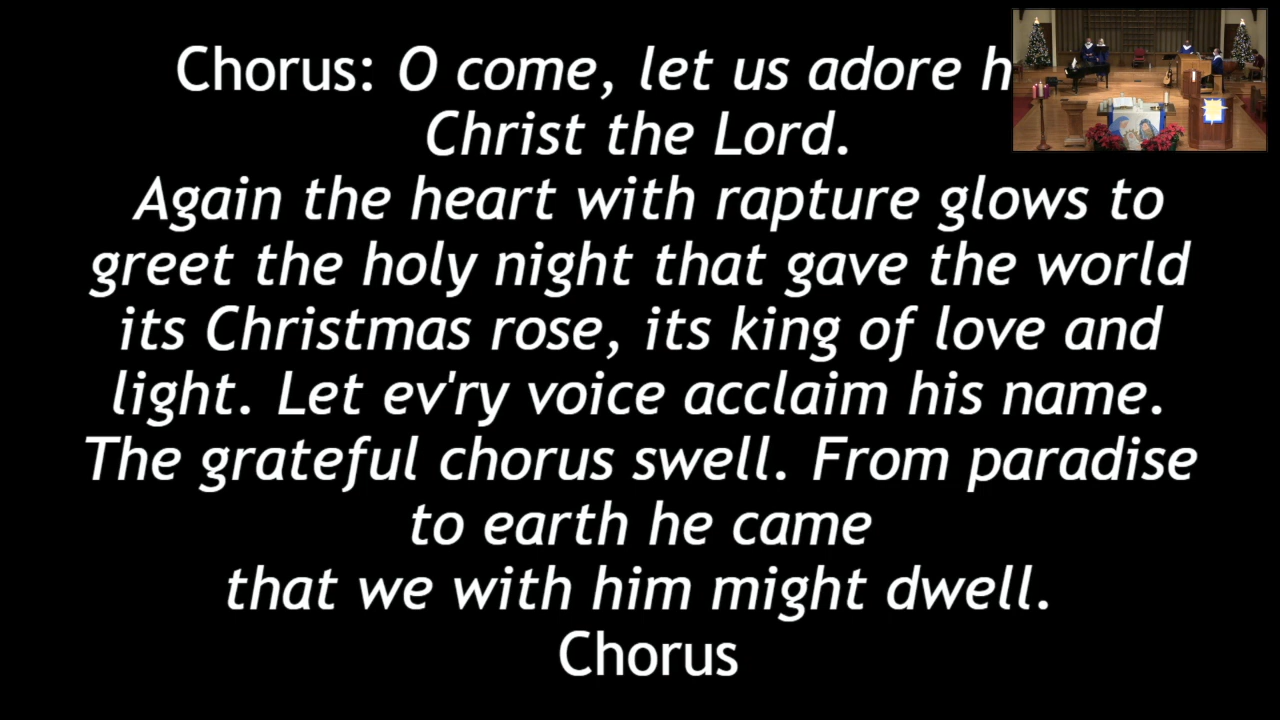 Chorus: O come, let us adore
Christ the Lord.
Again the heart with rapture glows to
greet the holy night that gave the world
its Christmas rose, its king of love and
light. Let ev'ry voice acclaim his name.
The grateful chorus swell. From paradise
to earth he came
that we with him might dwell.
Chorus